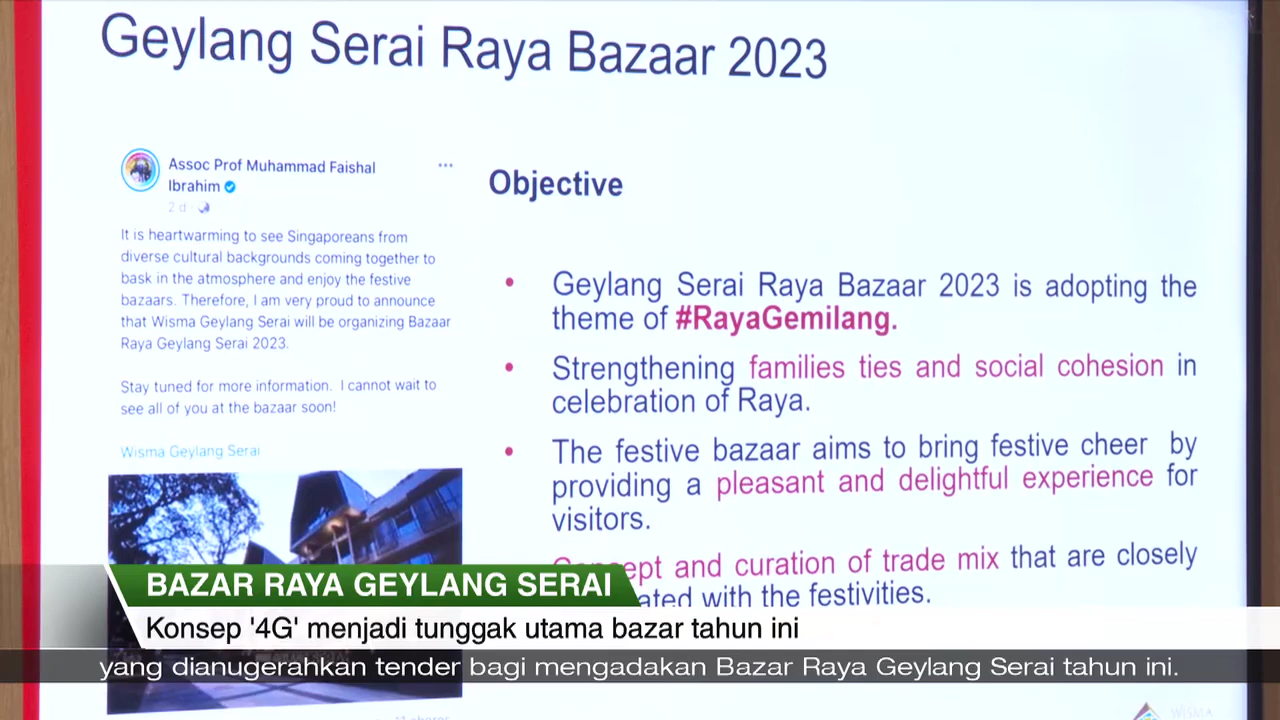 Geylang Serai Raya Bazaar 2023
Assoc Prof Muhammad Faishal
Ibrahim
2 d
It is heartwarming to see Singaporeans from
diverse cultural backgrounds coming together to
bask in the atmosphere and enjoy the festive
bazaars. Therefore, I am very proud to announce
that Wisma Geylang Serai will be organizing Bazaar
Raya Geylang Serai 2023.
Stay tuned for more information. I cannot wait to
see all of you at the bazaar soon!
Wisma Geylang Serai
Objective
• Geylang Serai Raya Bazaar 2023 is adopting the
theme of #RayaGemilang.
• Strengthening families ties and social cohesion in
celebration of Raya.
• The festive bazaar aims to bring festive cheer by
providing a pleasant and delightful experience for
visitors.
and curation of trade mix that are closely
with the festivities.
BAZAR RAYA GEYLANG SERAI
Konsep '4G' menjadi tunggak utama bazar tahun ini
yang dianugerahkan tender bagi mengadakan Bazar Raya Geylang Serai tahun ini.
WISMA